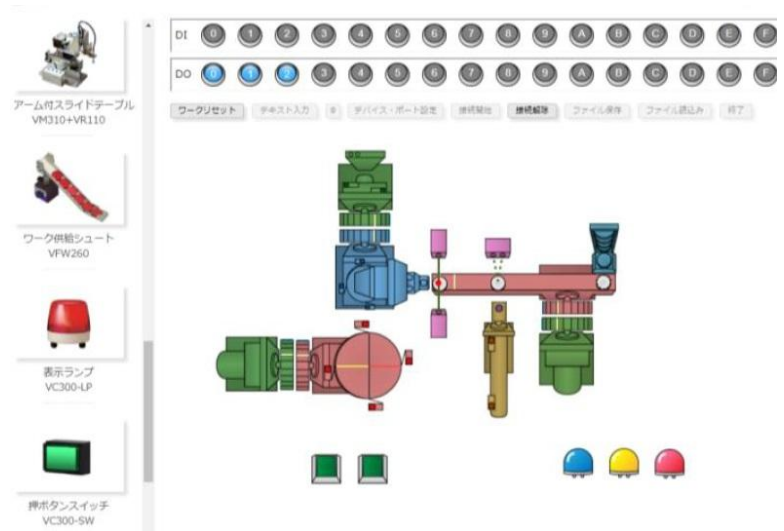 DI 0 1 2 3 4 5 6 7 8 9 A B C D E F
DO 0 1 2 3 4 5 6 7 8 9 A B C D E F
ワークリセット テキスト入力 デバイス・ポート設定 接続開始 接続解除 ファイル保存 ファイル読込み 終了
アーム付スライドテーブル
VM310+VR110
ワーク供給シュート
VFW260
表示ランプ
VC300-LP
押ボタンスイッチ
VC300-SW